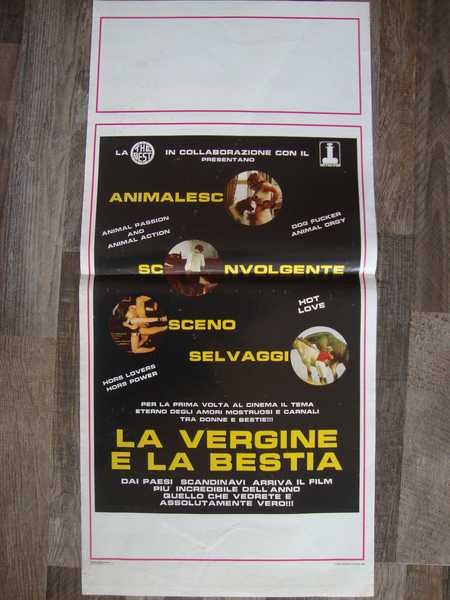 LA THE WEST IN COLLABORAZIONE CON IL
PRESENTANO
ANIMALESC
ANIMAL PASSION
AND
ANIMAL ACTION
DOG FUCKER
ANIMAL ORGY
SC NVOLGENTE
HOT
LOVE
SCENO
SELVAGGI
HORS LOVERS
HORS POWER
PER LA PRIMA VOLTA AL CINEMA IL TEMA
ETERNO DEGLI AMORI MOSTRUOSI E CARNALI
TRA DONNE E BESTIE!!!
LA VERGINE
E LA BESTIA
DAI PAESI SCANDINAVI ARRIVA IL FILM
PIU' INCREDIBILE DELL'ANNO
QUELLO CHE VEDRETE E
ASSOLUTAMENTE VERO!!!